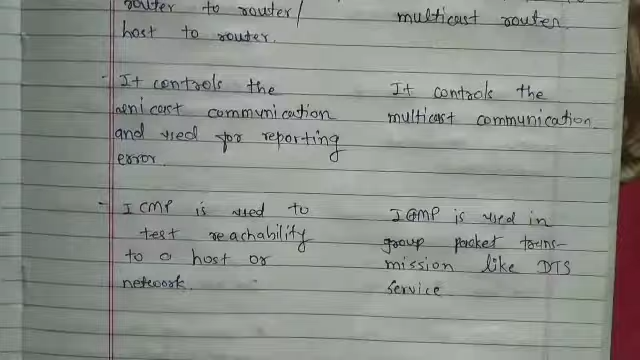 router to router/
host to router.
multicast router
- It controls the
unicast communication
and used for reporting
error.
It controls the
multicast communication
- ICMP is used to
test reachability
to a host or
network.
IGMP is used in
group packet trans-
mission like DTS
service